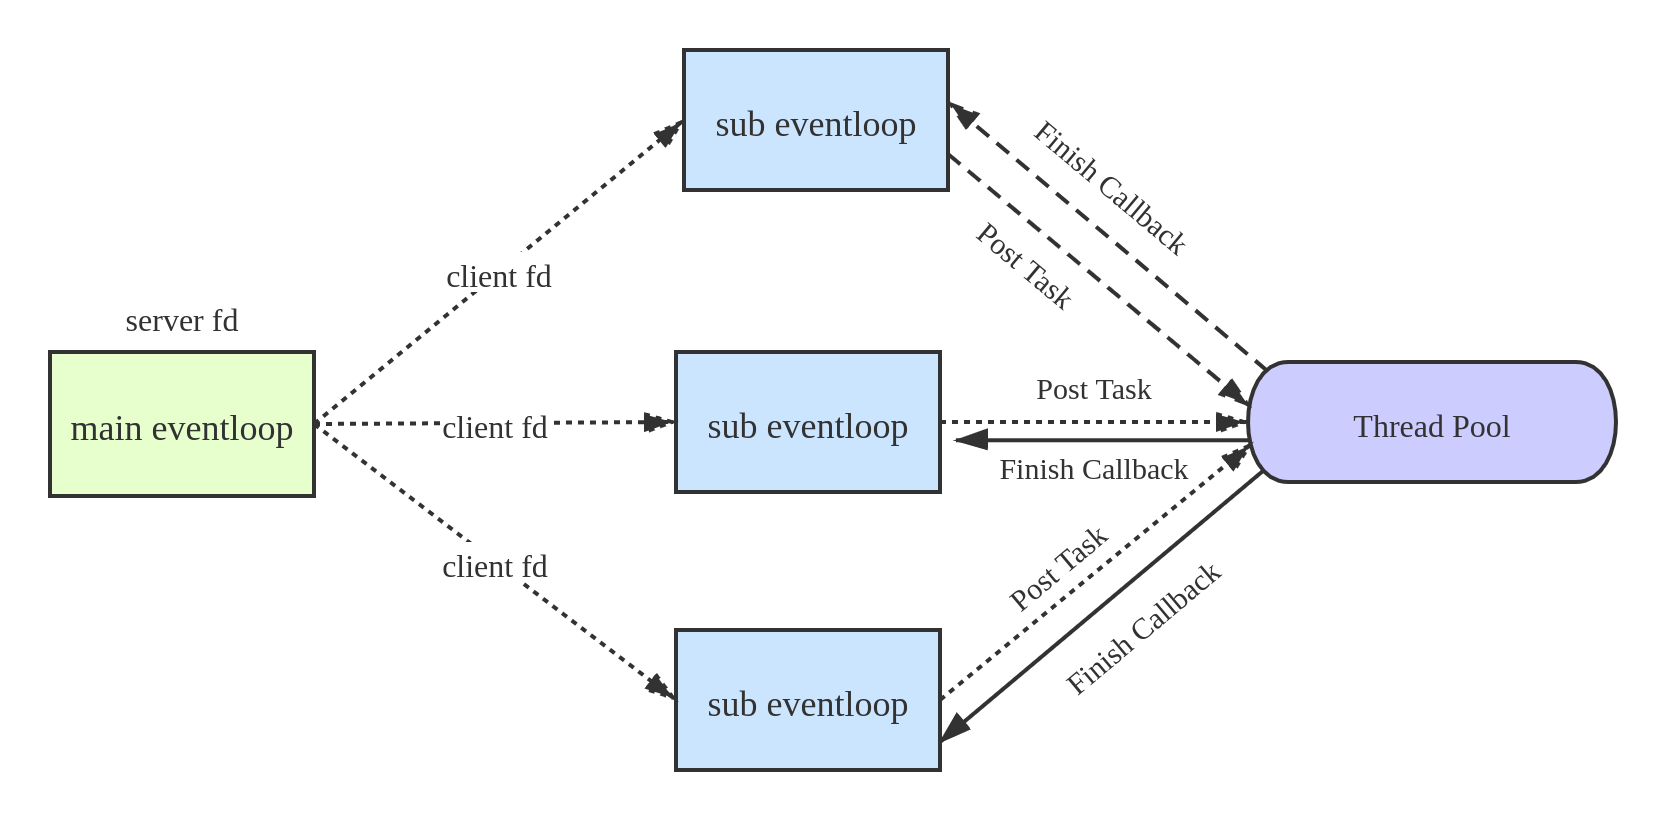 sub eventloop
Finish Callback
Post Task
client fd
server fd
main eventloop
client fd
sub eventloop
Post Task
Finish Callback
Thread Pool
client fd
Post Task
Finish Callback
sub eventloop